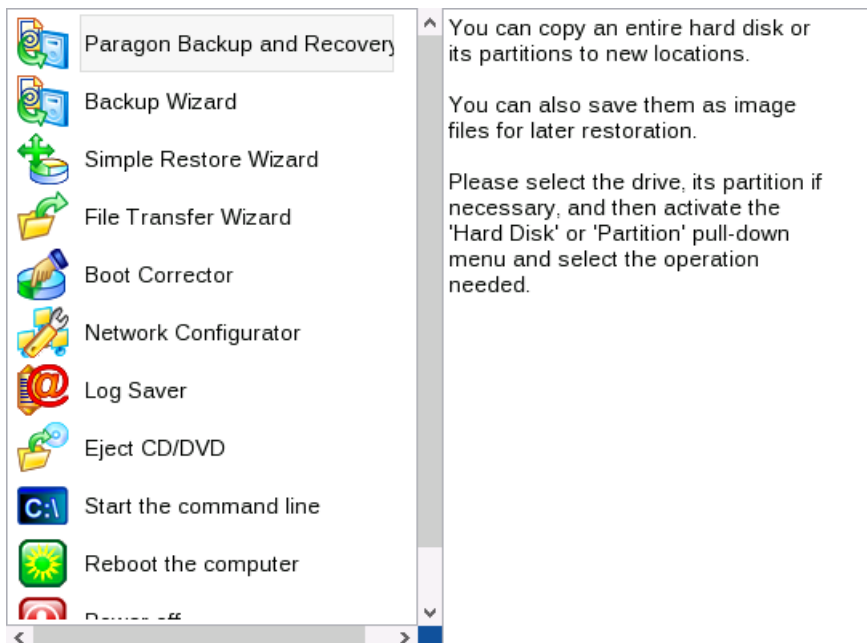 Paragon Backup and Recovery
Backup Wizard
Simple Restore Wizard
File Transfer Wizard
Boot Corrector
Network Configurator
Log Saver
Eject CD/DVD
C:\
Start the command line
Reboot the computer
Power off
You can copy an entire hard disk or
its partitions to new locations.
You can also save them as image
files for later restoration.
Please select the drive, its partition if
necessary, and then activate the
'Hard Disk' or 'Partition' pull-down
menu and select the operation
needed.